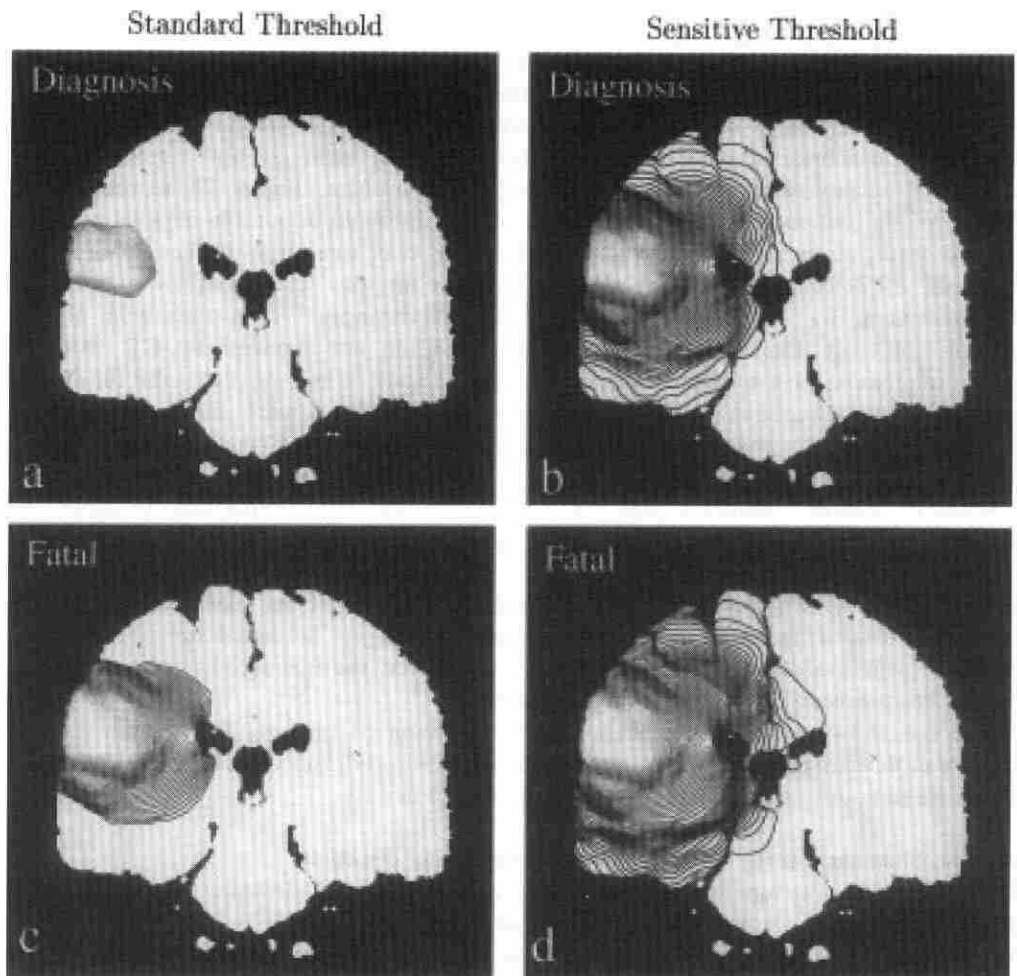 Standard Threshold
Sensitive Threshold
Diagnosis
Diagnosis
a
b
Fatal
Fatal
c
d